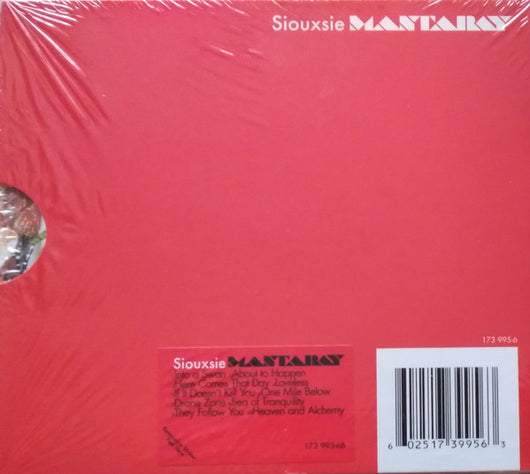 Siouxsie MANTARAY
173 995-6
Siouxsie MANTARAY
Into a Swan •About to Happen
•Here Comes That Day •Loveless
•If It Doesn't Kill You •One Mile Below
•Drone Zone •Sea of Tranquility
•They Follow You •Heaven and Alchemy
173 995-6B
6 02517 39956 3